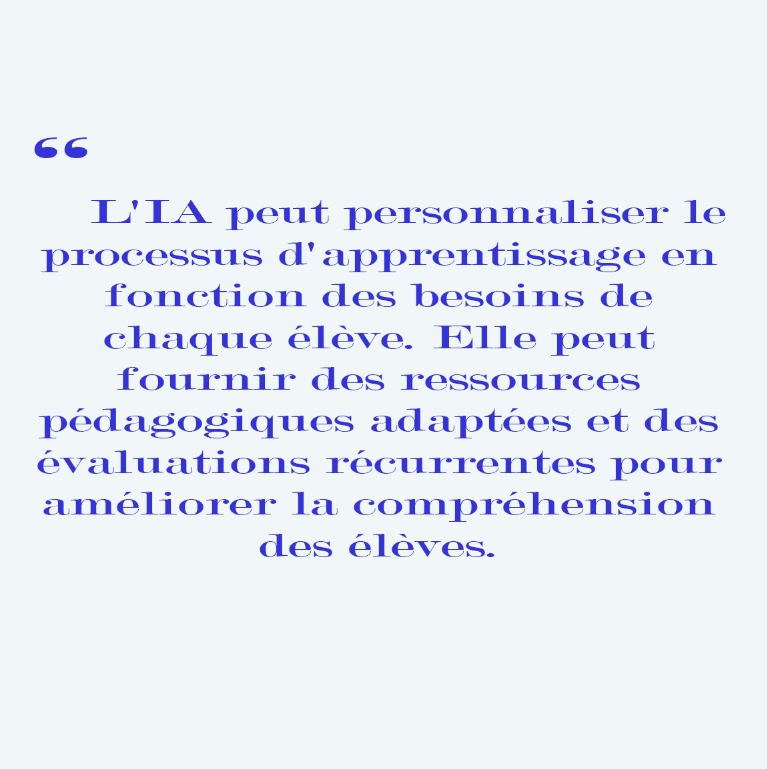 “
L'IA peut personnaliser le
processus d'apprentissage en
fonction des besoins de
chaque élève. Elle peut
fournir des ressources
pédagogiques adaptées et des
évaluations récurrentes pour
améliorer la compréhension
des élèves.